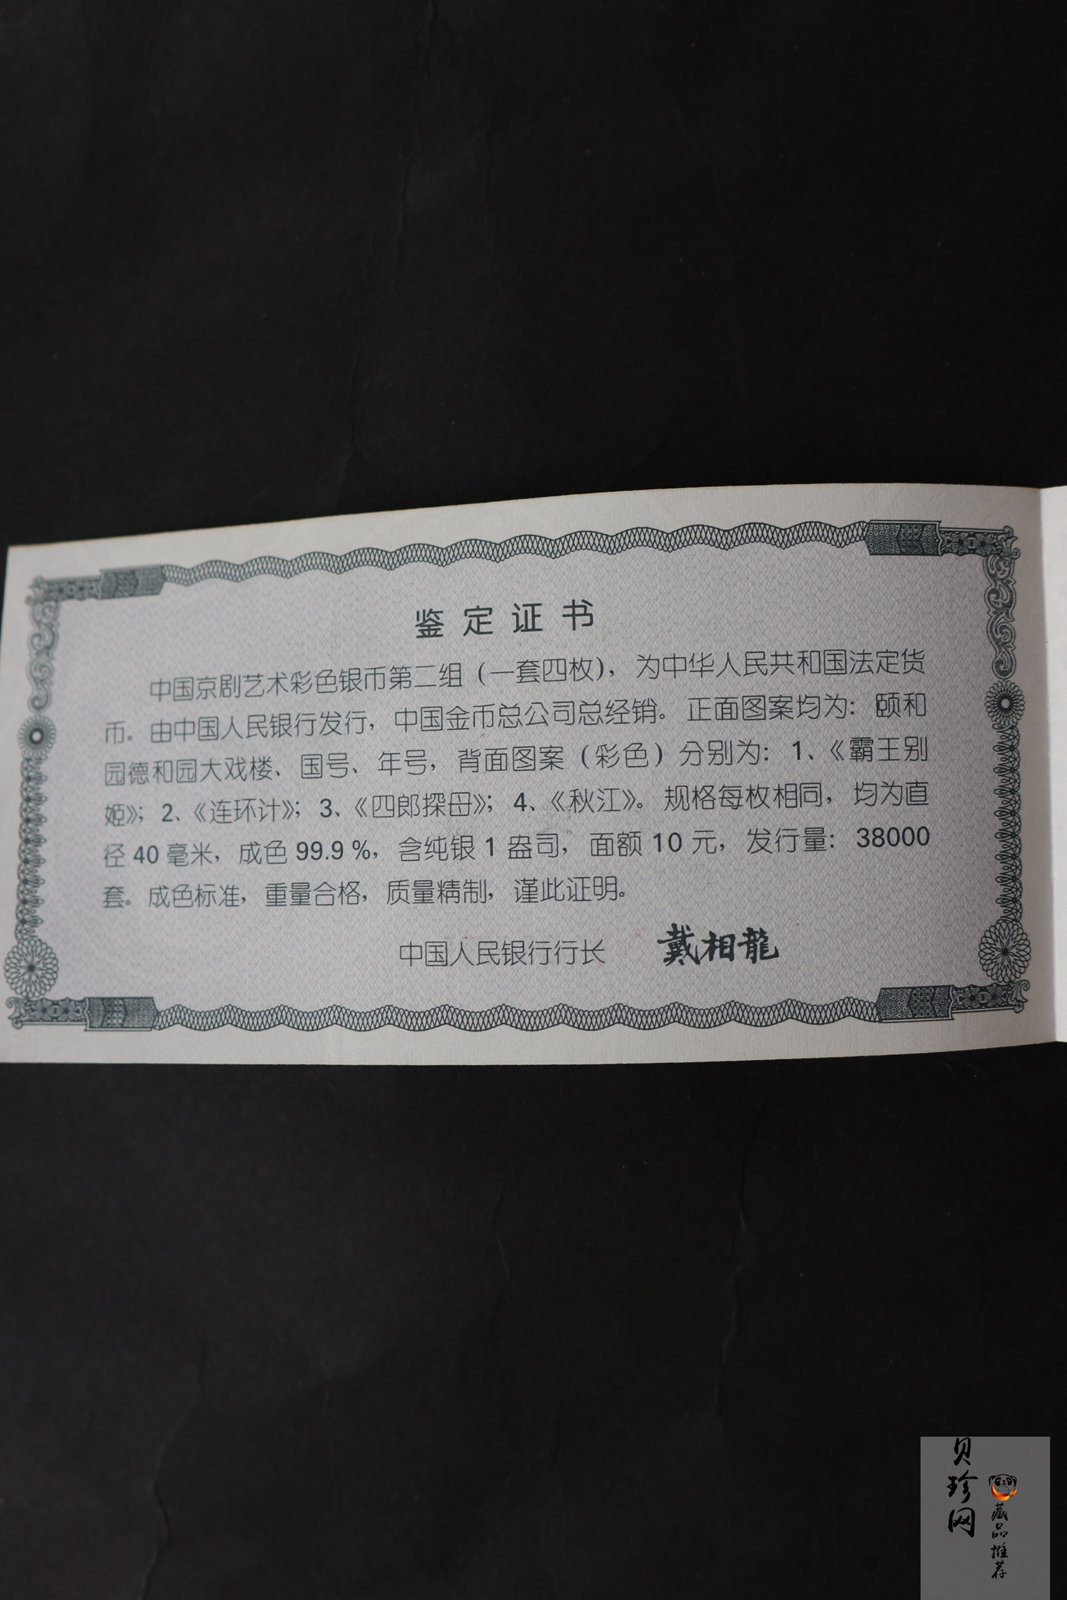 鉴定证书
中国京剧艺术彩色银币第二组（一套四枚），为中华人民共和国法定货
币。由中国人民银行发行，中国金币总公司总经销。正面图案均为：颐和
园德和园大戏楼、国号、年号，背面图案（彩色）分别为：1、《霸王别
姬》；2、《连环计》；3、《四郎探母》；4、《秋江》。规格每枚相同，均为直
径40毫米，成色99.9%，含纯银1盎司，面额10元，发行量：38000
套。成色标准，重量合格，质量精制，谨此证明。
中国人民银行行长 戴相龍
贝珍网
藏品推荐